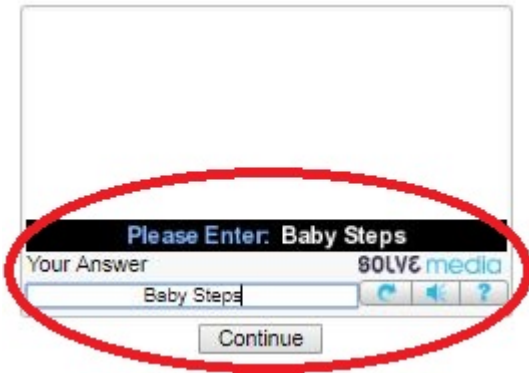 Please Enter: Baby Steps
Your Answer SOLVE media
Baby Steps ?
Continue